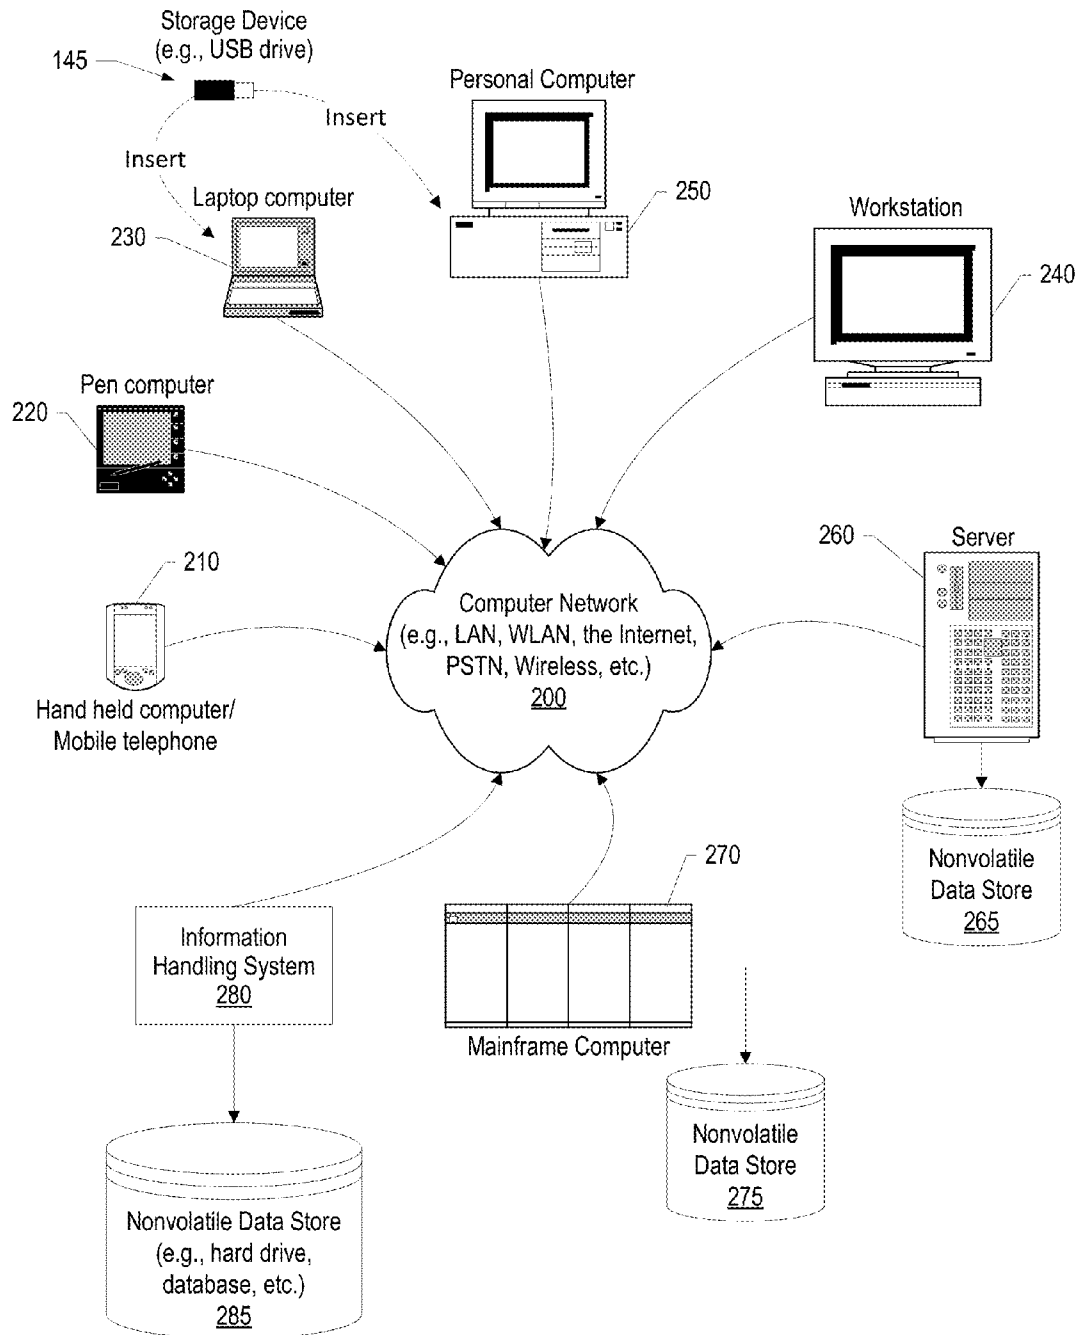 Storage Device
(e.g., USB drive)
145
Insert
Insert
Personal Computer
250
Laptop computer
230
Workstation
240
Pen computer
220
210
Hand held computer/
Mobile telephone
Computer Network
(e.g., LAN, WLAN, the Internet,
PSTN, Wireless, etc.)
200
260
Server
Nonvolatile
Data Store
265
270
Mainframe Computer
Nonvolatile
Data Store
275
Information
Handling System
280
Nonvolatile Data Store
(e.g., hard drive,
database, etc.)
285